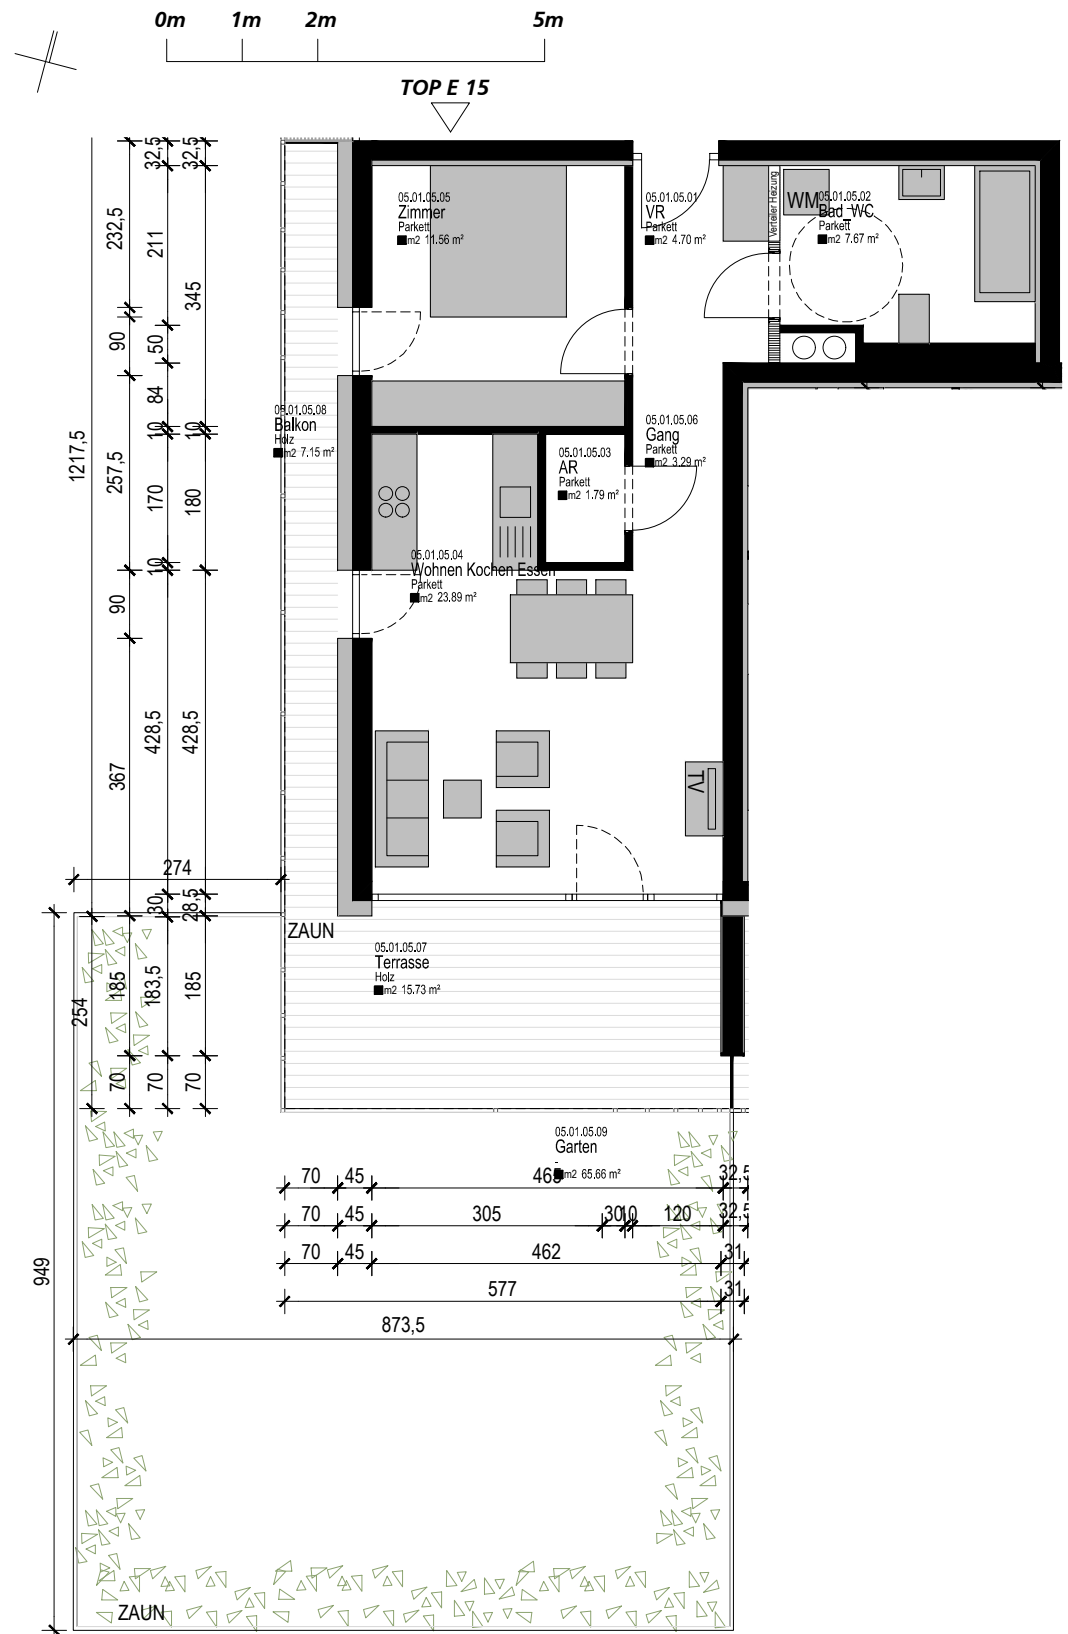 0m 1m 2m 5m
TOP E 15
05.01.05.05
Zimmer
Parkett
m2 11.56 m²
05.01.05.01
VR
Parkett
m2 4.70 m²
Verteiler Heizung
WM
05.01.05.02
Bad_WC
Parkett
m2 7.67 m²
05.01.05.08
Balkon
Holz
m2 7.15 m²
05.01.05.06
Gang
Parkett
m2 3.29 m²
05.01.05.03
AR
Parkett
m2 1.79 m²
05.01.05.04
Wohnen Kochen Essen
Parkett
m2 23.89 m²
TV
ZAUN
05.01.05.07
Terrasse
Holz
m2 15.73 m²
05.01.05.09
Garten
-
m2 65.66 m²
1217,5
254
232,5
90
257,5
90
367
185
70
32,5
211
50
84
10
170
10
428,5
30
183,5
70
32,5
345
10
180
428,5
28,5
185
70
274
949
70 45 465 32,5
70 45 305 30 10 120 32,5
70 45 462 31
577 31
873,5
ZAUN